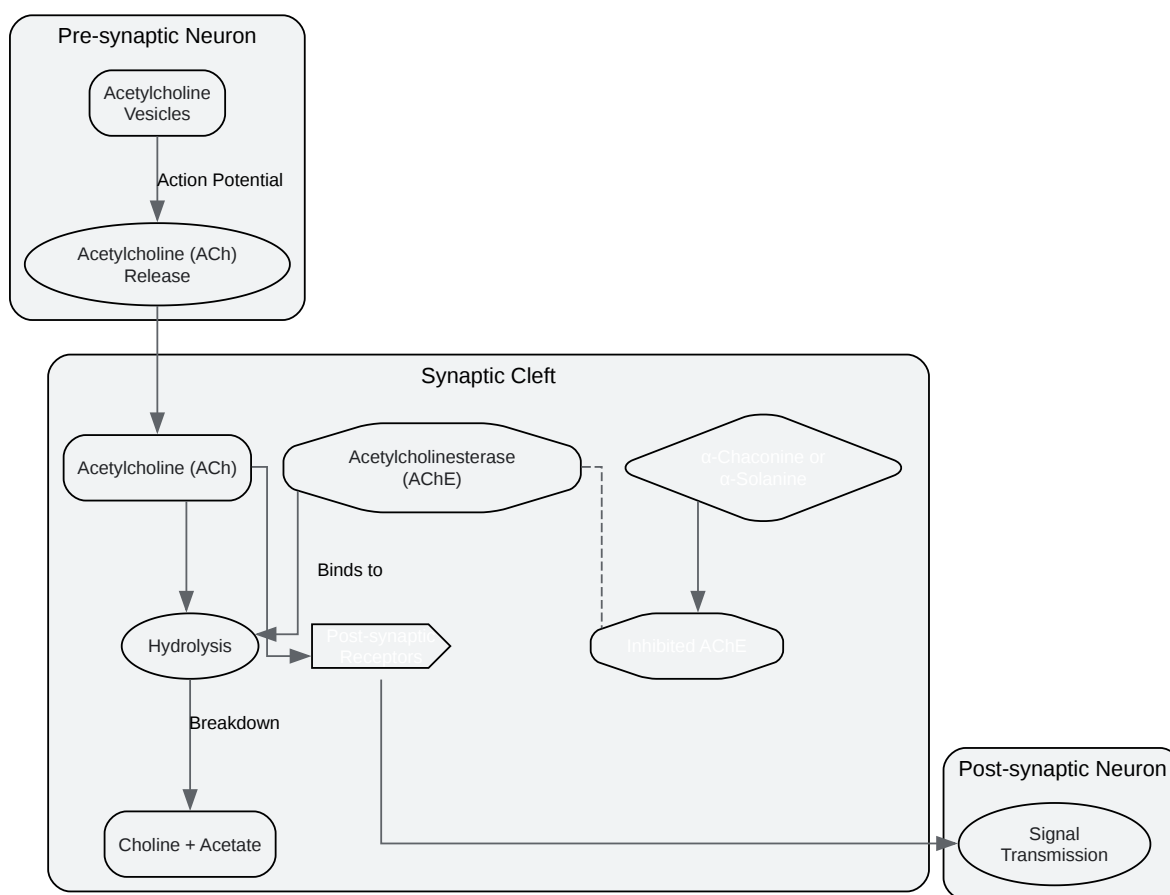 Pre-synaptic Neuron
Acetylcholine
Vesicles
Action Potential
Acetylcholine (ACh)
Release
Synaptic Cleft
Acetylcholine (ACh)
Acetylcholinesterase
(AChE)
α-Chaconine or
α-Solanine
Binds to
Hydrolysis
Post-synaptic
Receptors
Inhibited AChE
Breakdown
Choline + Acetate
Post-synaptic Neuron
Signal
Transmission